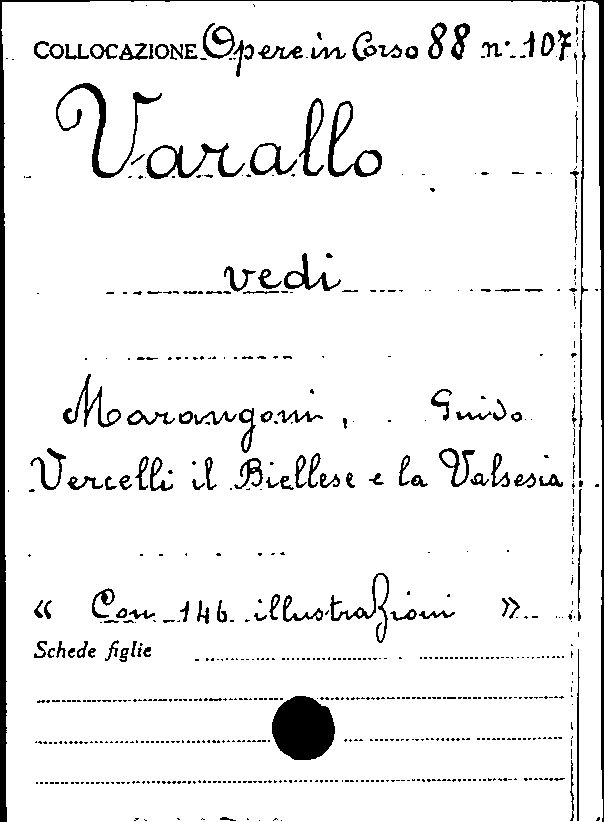 COLLOCAZIONE Opere in Corso 88 n. 107
Varallo
vedi
Marangoni, Guido
Vercelli il Biellese e la Valsesia
« Con 146 illustrazioni »
Schede figlie